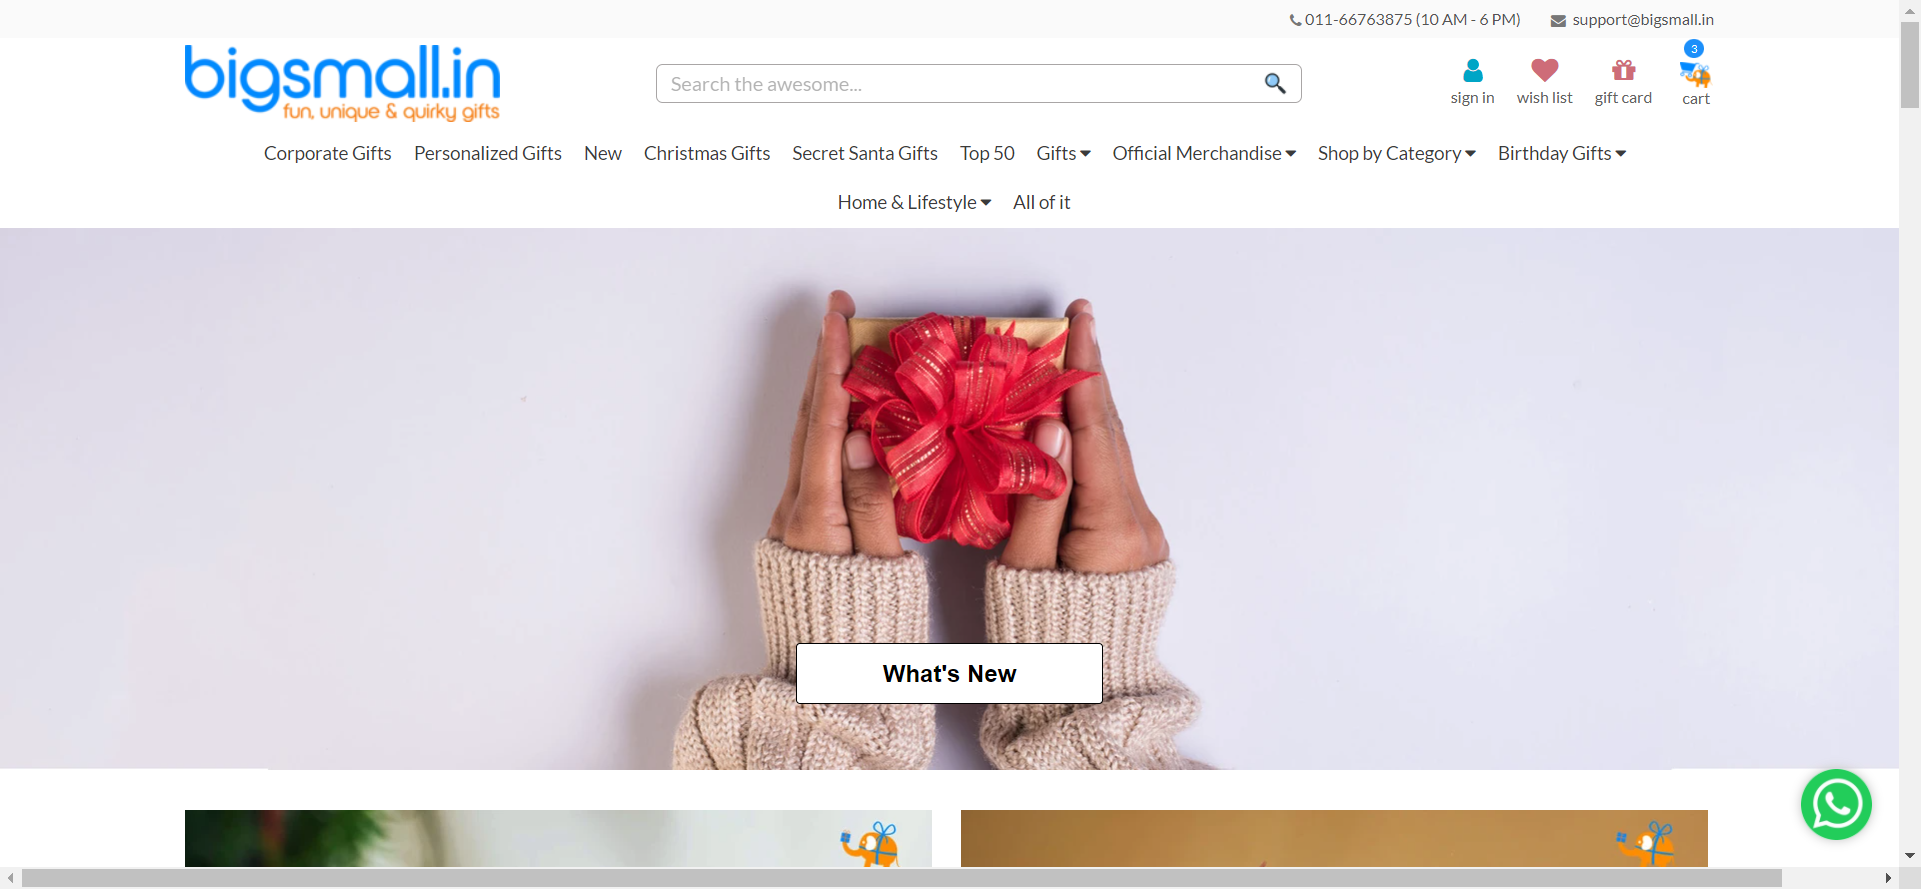 011-66763875 (10 AM - 6 PM) support@bigsmall.in
bigsmall.in
fun, unique & quirky gifts
Search the awesome...
sign in
wish list
gift card
3
cart
Corporate Gifts Personalized Gifts New Christmas Gifts Secret Santa Gifts Top 50 Gifts Official Merchandise Shop by Category Birthday Gifts
Home & Lifestyle All of it
What's New